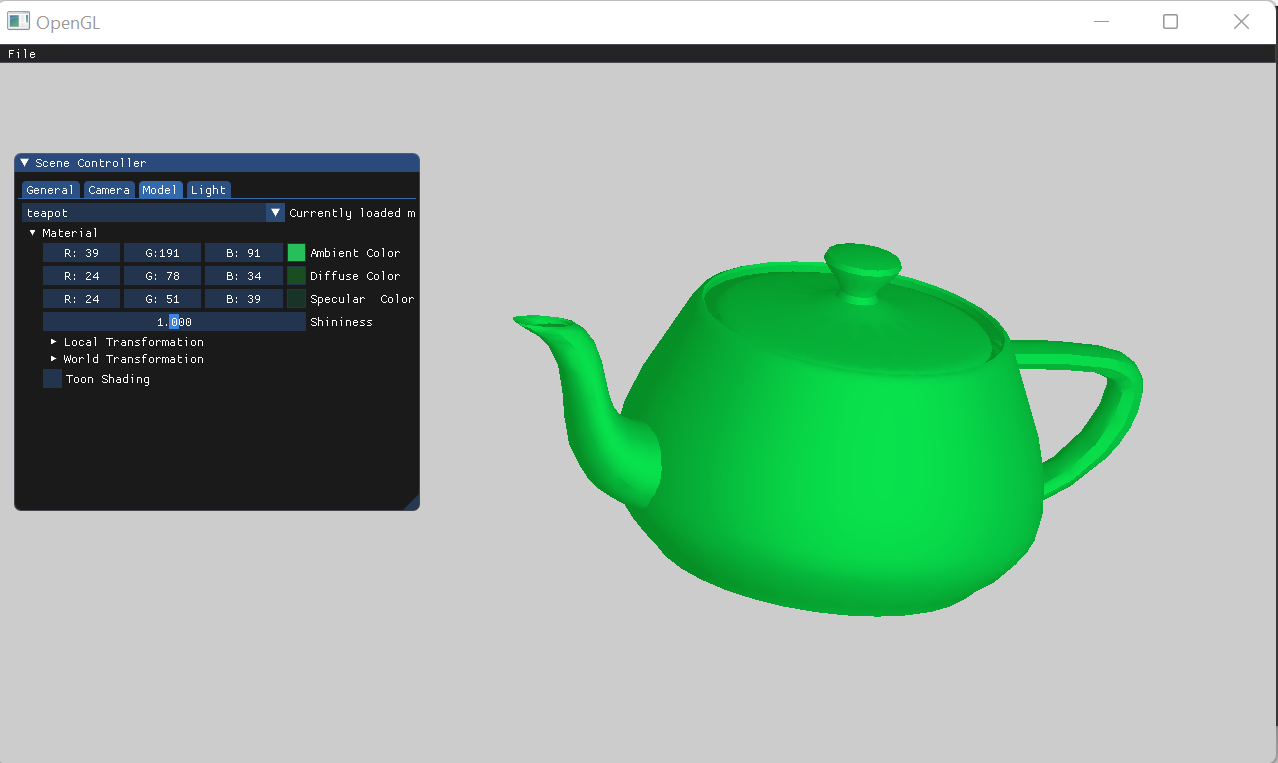 OpenGL
File
Scene Controller
General Camera Model Light
teapot Currently loaded m
Material
R: 39 G:191 B: 91 Ambient Color
R: 24 G: 78 B: 34 Diffuse Color
R: 24 G: 51 B: 39 Specular  Color
1.000 Shininess
Local Transformation
World Transformation
Toon Shading